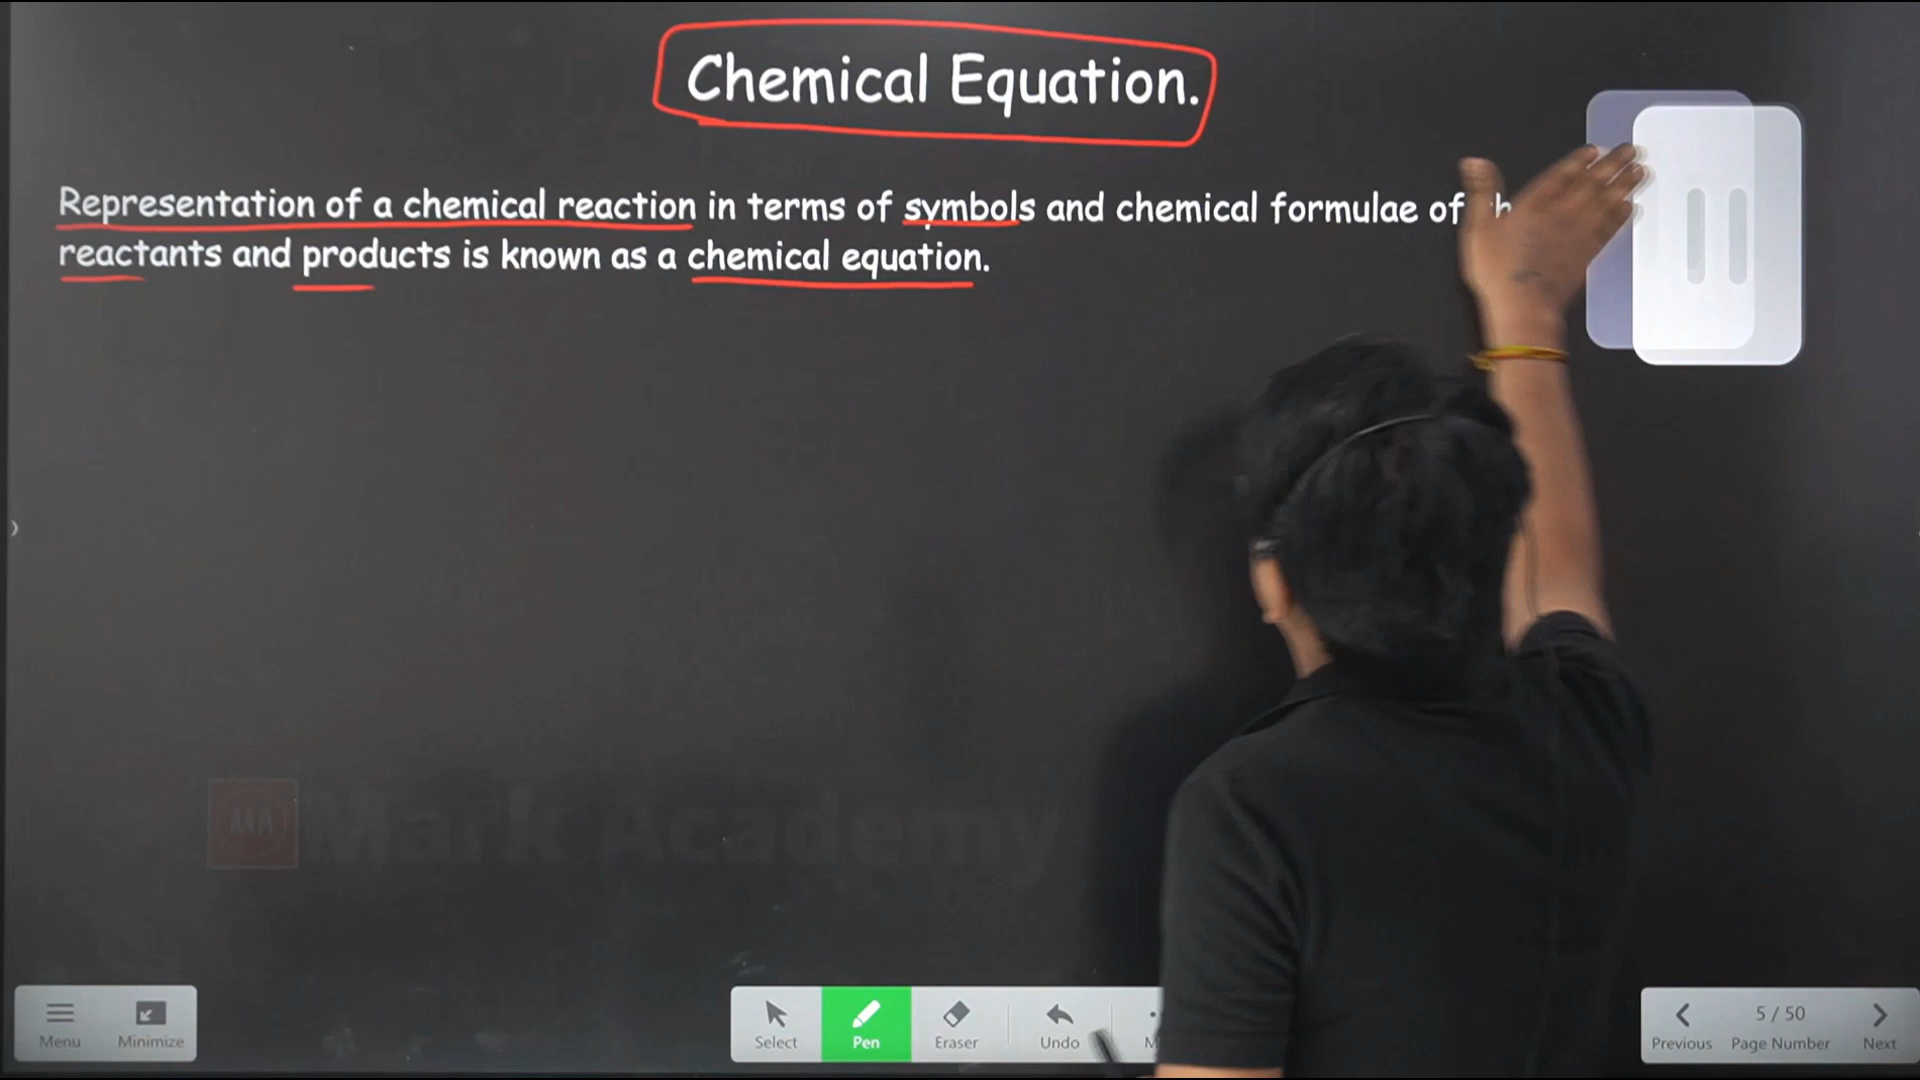 Chemical Equation.
Representation of a chemical reaction in terms of symbols and chemical formulae of
reactants and products is known as a chemical equation.
MA Mark Academy
Menu Minimize
Select Pen Eraser Undo
5 / 50
Previous Page Number Next